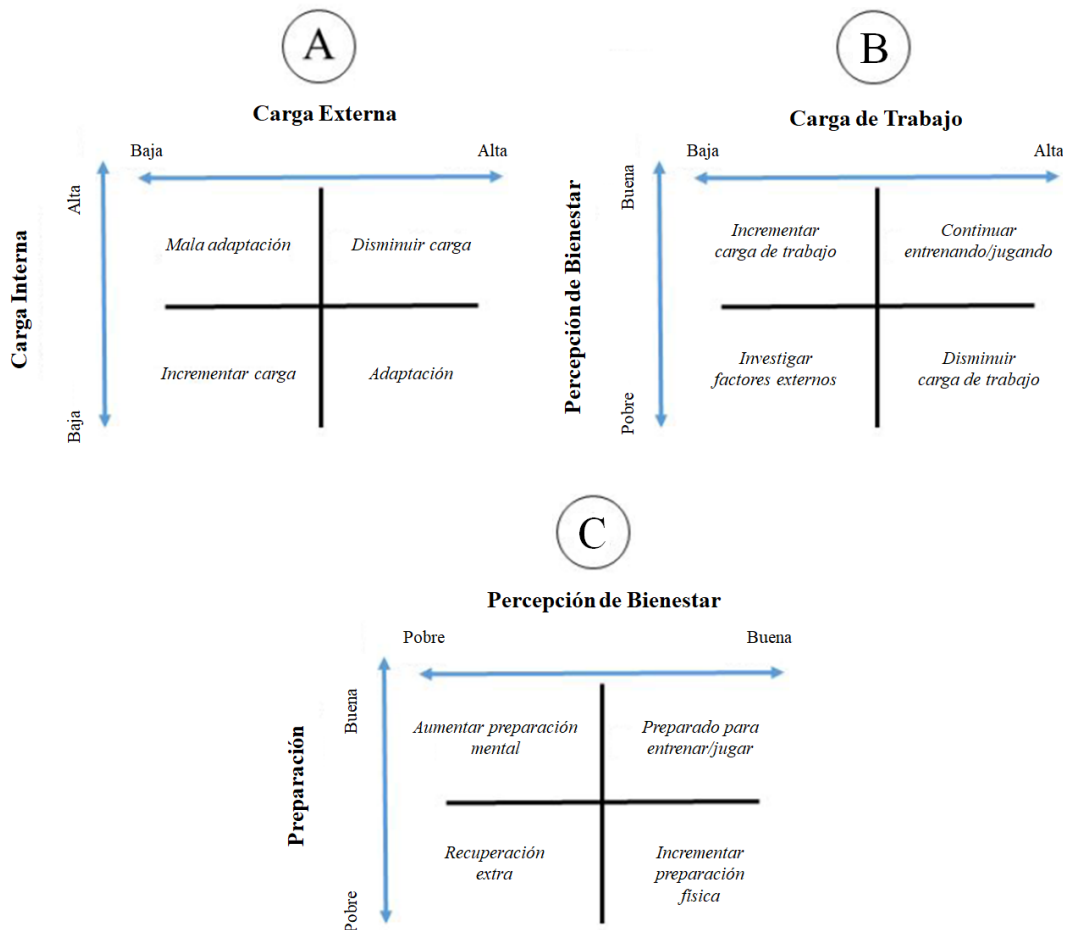 A
Carga Externa
Baja
Alta
Carga Interna
Alta
Baja
Mala adaptación
Disminuir carga
Incrementar carga
Adaptación
B
Carga de Trabajo
Baja
Alta
Percepción de Bienestar
Buena
Pobre
Incrementar
carga de trabajo
Continuar
entrenando/jugando
Investigar
factores externos
Disminuir
carga de trabajo
C
Percepción de Bienestar
Pobre
Buena
Preparación
Buena
Pobre
Aumentar preparación
mental
Preparado para
entrenar/jugar
Recuperación
extra
Incrementar
preparación
física